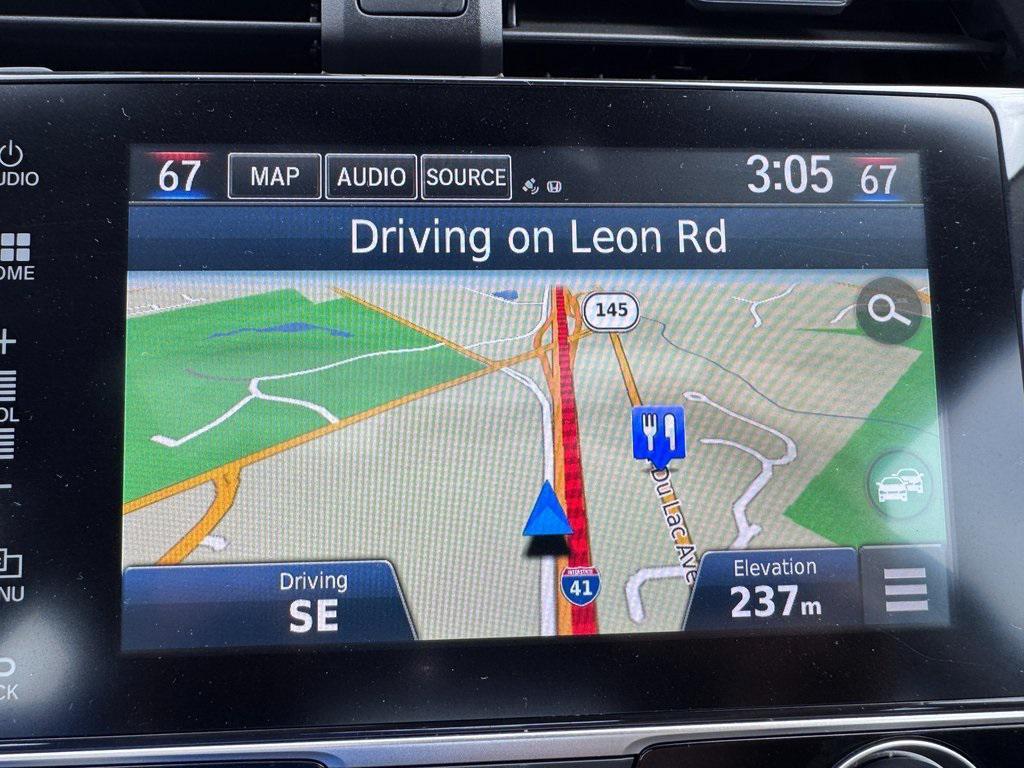 67 MAP AUDIO SOURCE 3:05 67
Driving on Leon Rd
145
Du Lac Ave
INTERSTATE
41
Driving
SE
Elevation
237m
UDIO
OME
+
OL
-
NU
CK